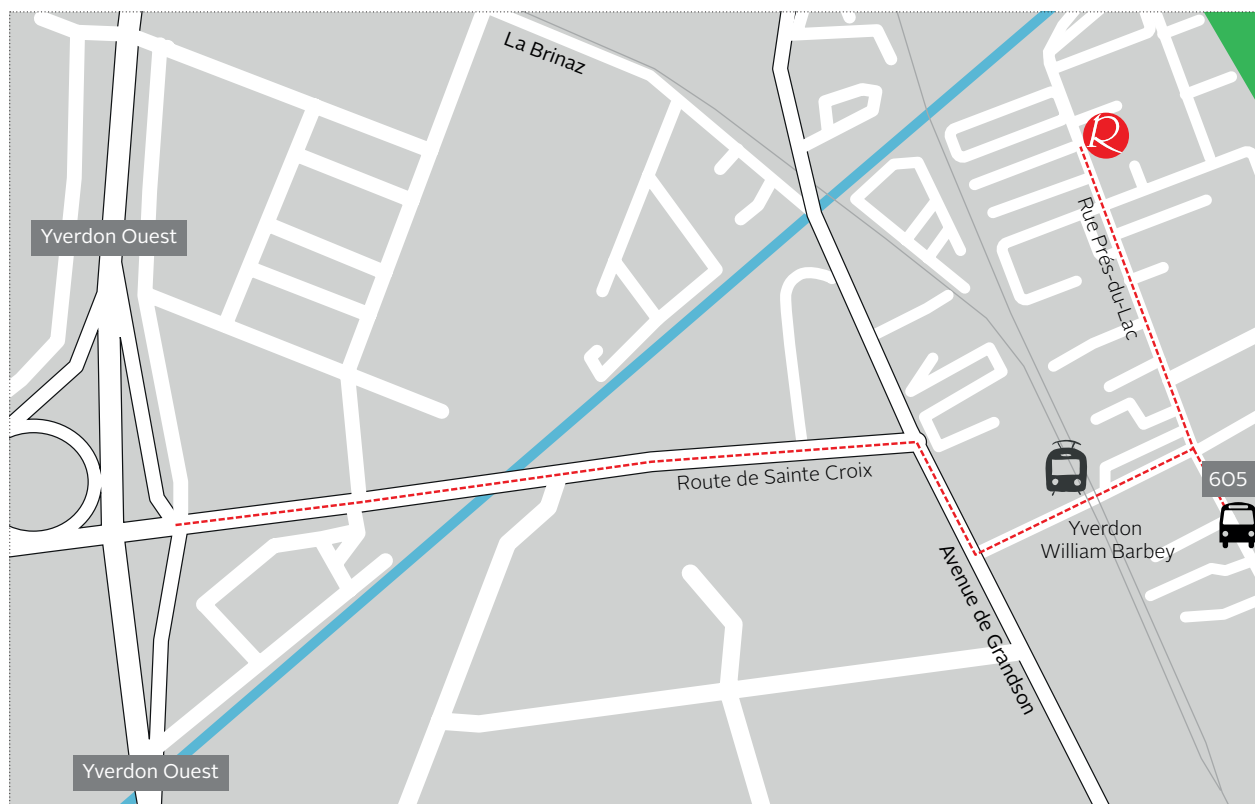 La Brinaz
R
Yverdon Ouest
Rue Prés-du-Lac
Route de Sainte Croix
605
Yverdon
William Barbey
Avenue de Grandson
Yverdon Ouest